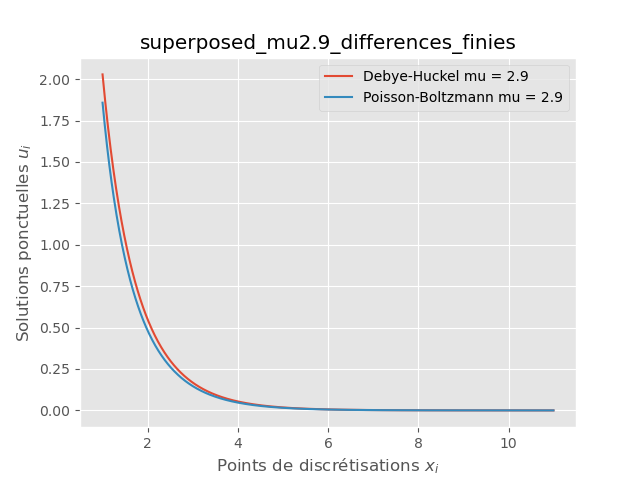 superposed_mu2.9_differences_finies
Debye-Huckel mu = 2.9
Poisson-Boltzmann mu = 2.9
Solutions ponctuelles u_i
2.00
1.75
1.50
1.25
1.00
0.75
0.50
0.25
0.00
2
4
6
8
10
Points de discrétisations x_i